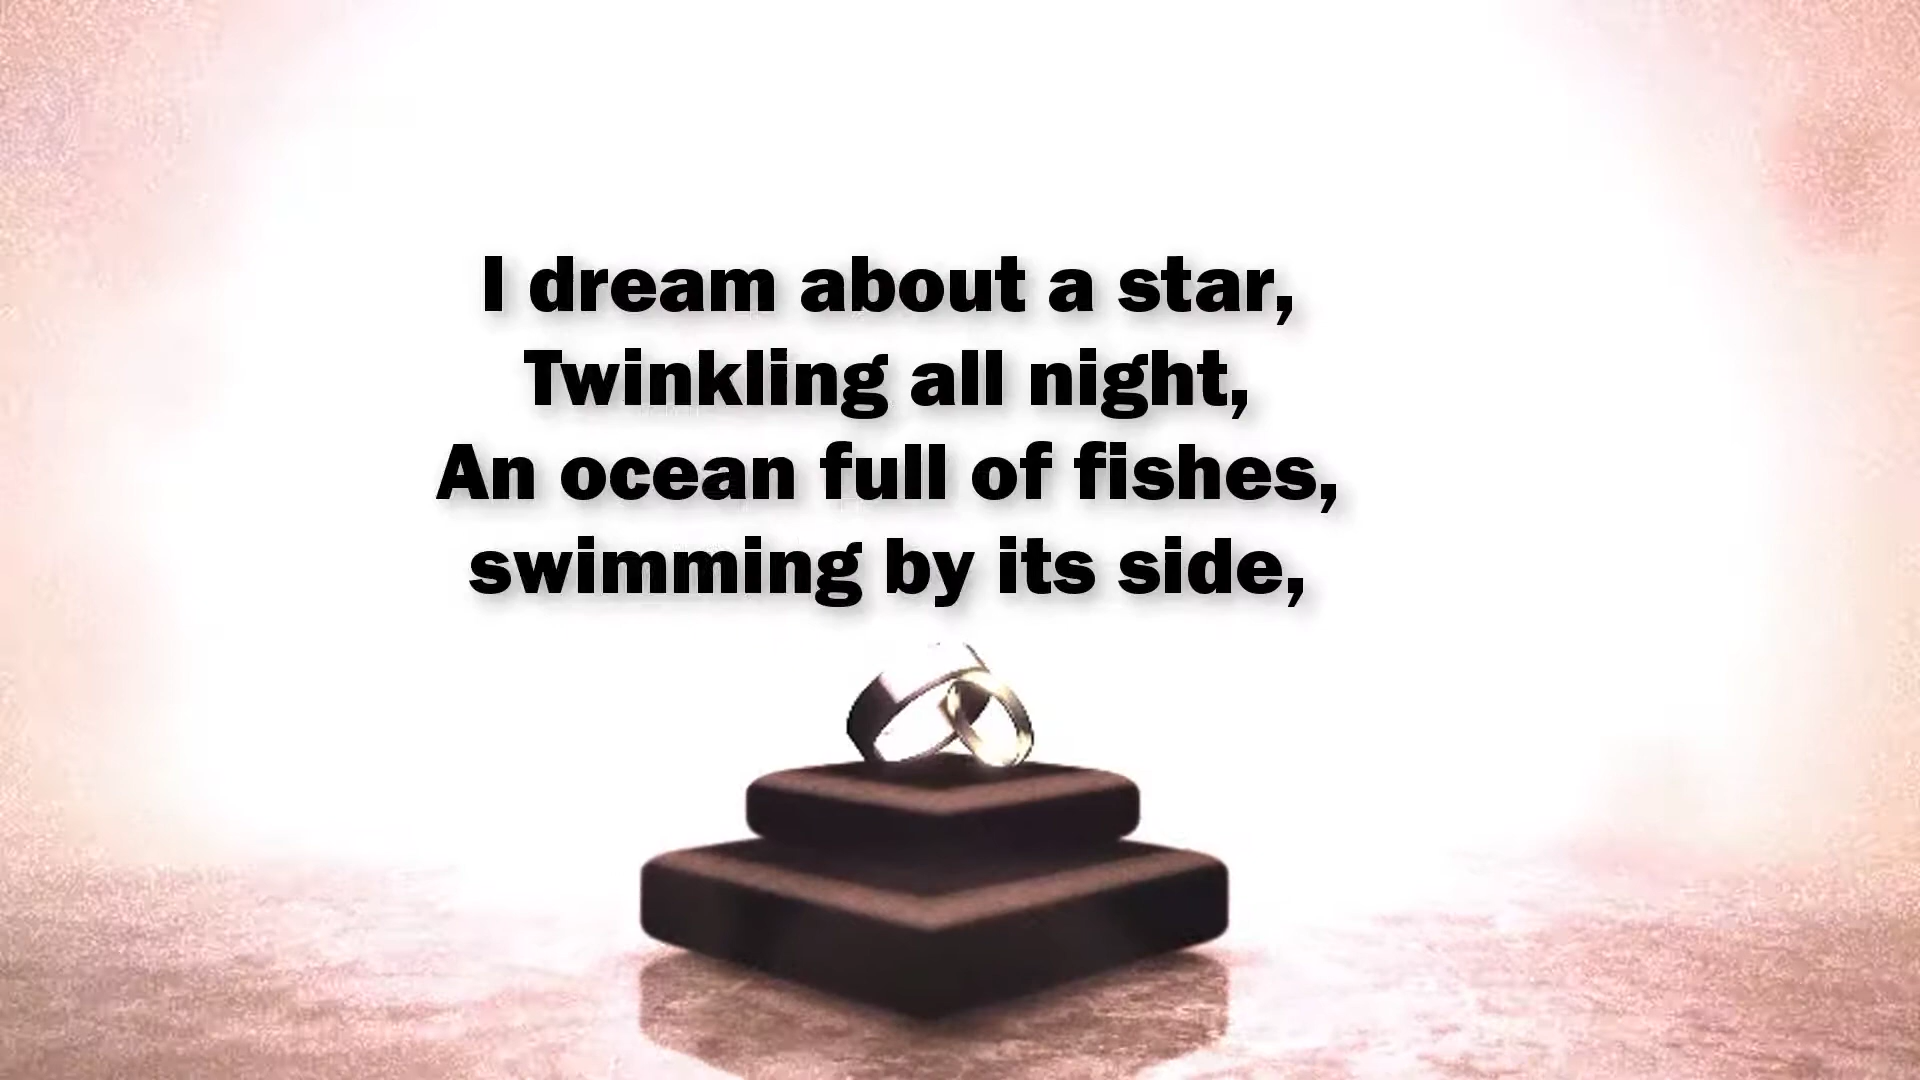 I dream about a star,
Twinkling all night,
An ocean full of fishes,
swimming by its side,